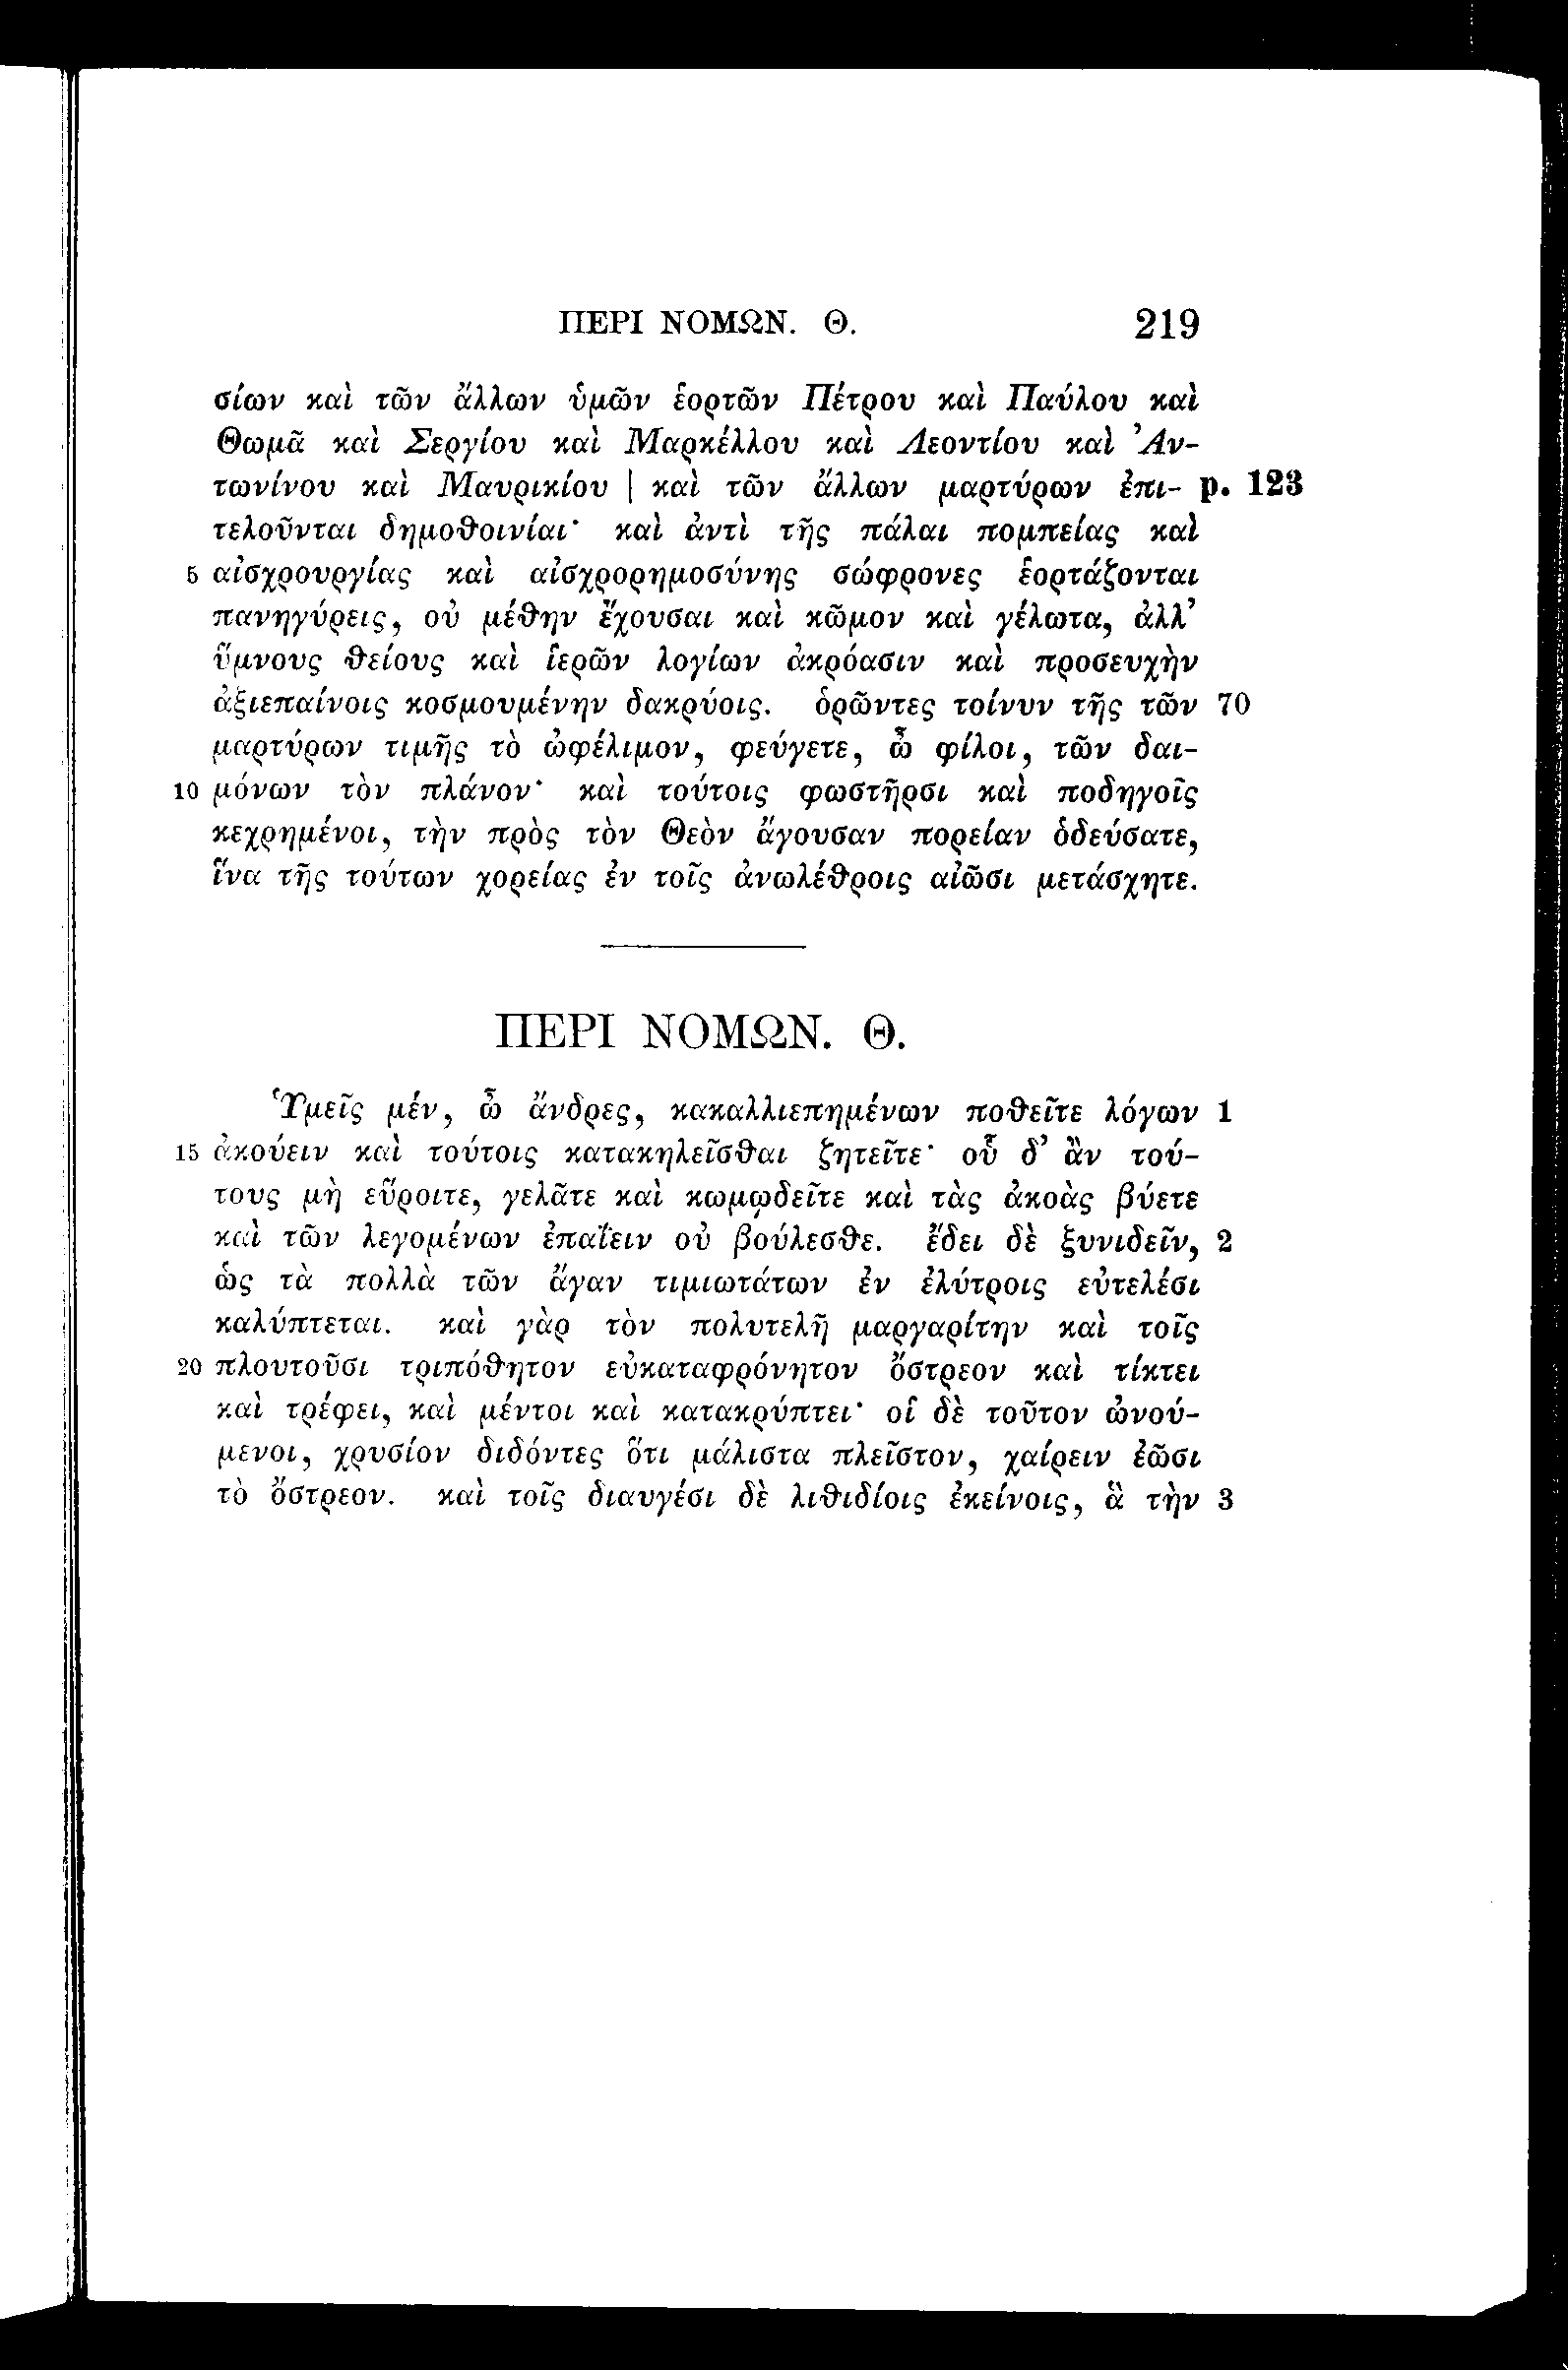 ΠΕΡΙ ΝΟΜΩΝ. Θ. 219
σίων καὶ τῶν ἄλλων ὑμῶν ἑορτῶν Πέτρου καὶ Παύλου καὶ
Θωμᾶ καὶ Σεργίου καὶ Μαρκέλλου καὶ Λεοντίου καὶ Ἀν-
τωνίνου καὶ Μαυρικίου | καὶ τῶν ἄλλων μαρτύρων ἐπι- p. 123
τελοῦνται δημοθοινίαι· καὶ ἀντὶ τῆς πάλαι πομπείας καὶ
5 αἰσχρουργίας καὶ αἰσχρορημοσύνης σώφρονες ἑορτάζονται
πανηγύρεις, οὐ μέθην ἔχουσαι καὶ κῶμον καὶ γέλωτα, ἀλλ’
ὕμνους θείους καὶ ἱερῶν λογίων ἀκρόασιν καὶ προσευχὴν
ἀξιεπαίνοις κοσμουμένην δακρύοις. ὁρῶντες τοίνυν τῆς τῶν 70
μαρτύρων τιμῆς τὸ ὠφέλιμον, φεύγετε, ὦ φίλοι, τῶν δαι-
10 μόνων τὸν πλάνον· καὶ τούτοις φωστῆρσι καὶ ποδηγοῖς
κεχρημένοι, τὴν πρὸς τὸν Θεὸν ἄγουσαν πορείαν ὁδεύσατε,
ἵνα τῆς τούτων χορείας ἐν τοῖς ἀνωλέθροις αἰῶσι μετάσχητε.
ΠΕΡΙ ΝΟΜΩΝ. Θ.
Ὑμεῖς μέν, ὦ ἄνδρες, κακαλλιεπημένων ποθεῖτε λόγων 1
15 ἀκούειν καὶ τούτοις κατακηλεῖσθαι ζητεῖτε· οὗ δ’ ἂν τού-
τους μὴ εὕροιτε, γελᾶτε καὶ κωμῳδεῖτε καὶ τὰς ἀκοὰς βύετε
καὶ τῶν λεγομένων ἐπαΐειν οὐ βούλεσθε. ἔδει δὲ ξυνιδεῖν, 2
ὡς τὰ πολλὰ τῶν ἄγαν τιμιωτάτων ἐν ἐλύτροις εὐτελέσι
καλύπτεται. καὶ γὰρ τὸν πολυτελῆ μαργαρίτην καὶ τοῖς
20 πλουτοῦσι τριπόθητον εὐκαταφρόνητον ὄστρεον καὶ τίκτει
καὶ τρέφει, καὶ μέντοι καὶ κατακρύπτει· οἱ δὲ τοῦτον ὠνού-
μενοι, χρυσίον διδόντες ὅτι μάλιστα πλεῖστον, χαίρειν ἐῶσι
τὸ ὄστρεον. καὶ τοῖς διαυγέσι δὲ λιθιδίοις ἐκείνοις, ἃ τὴν 3